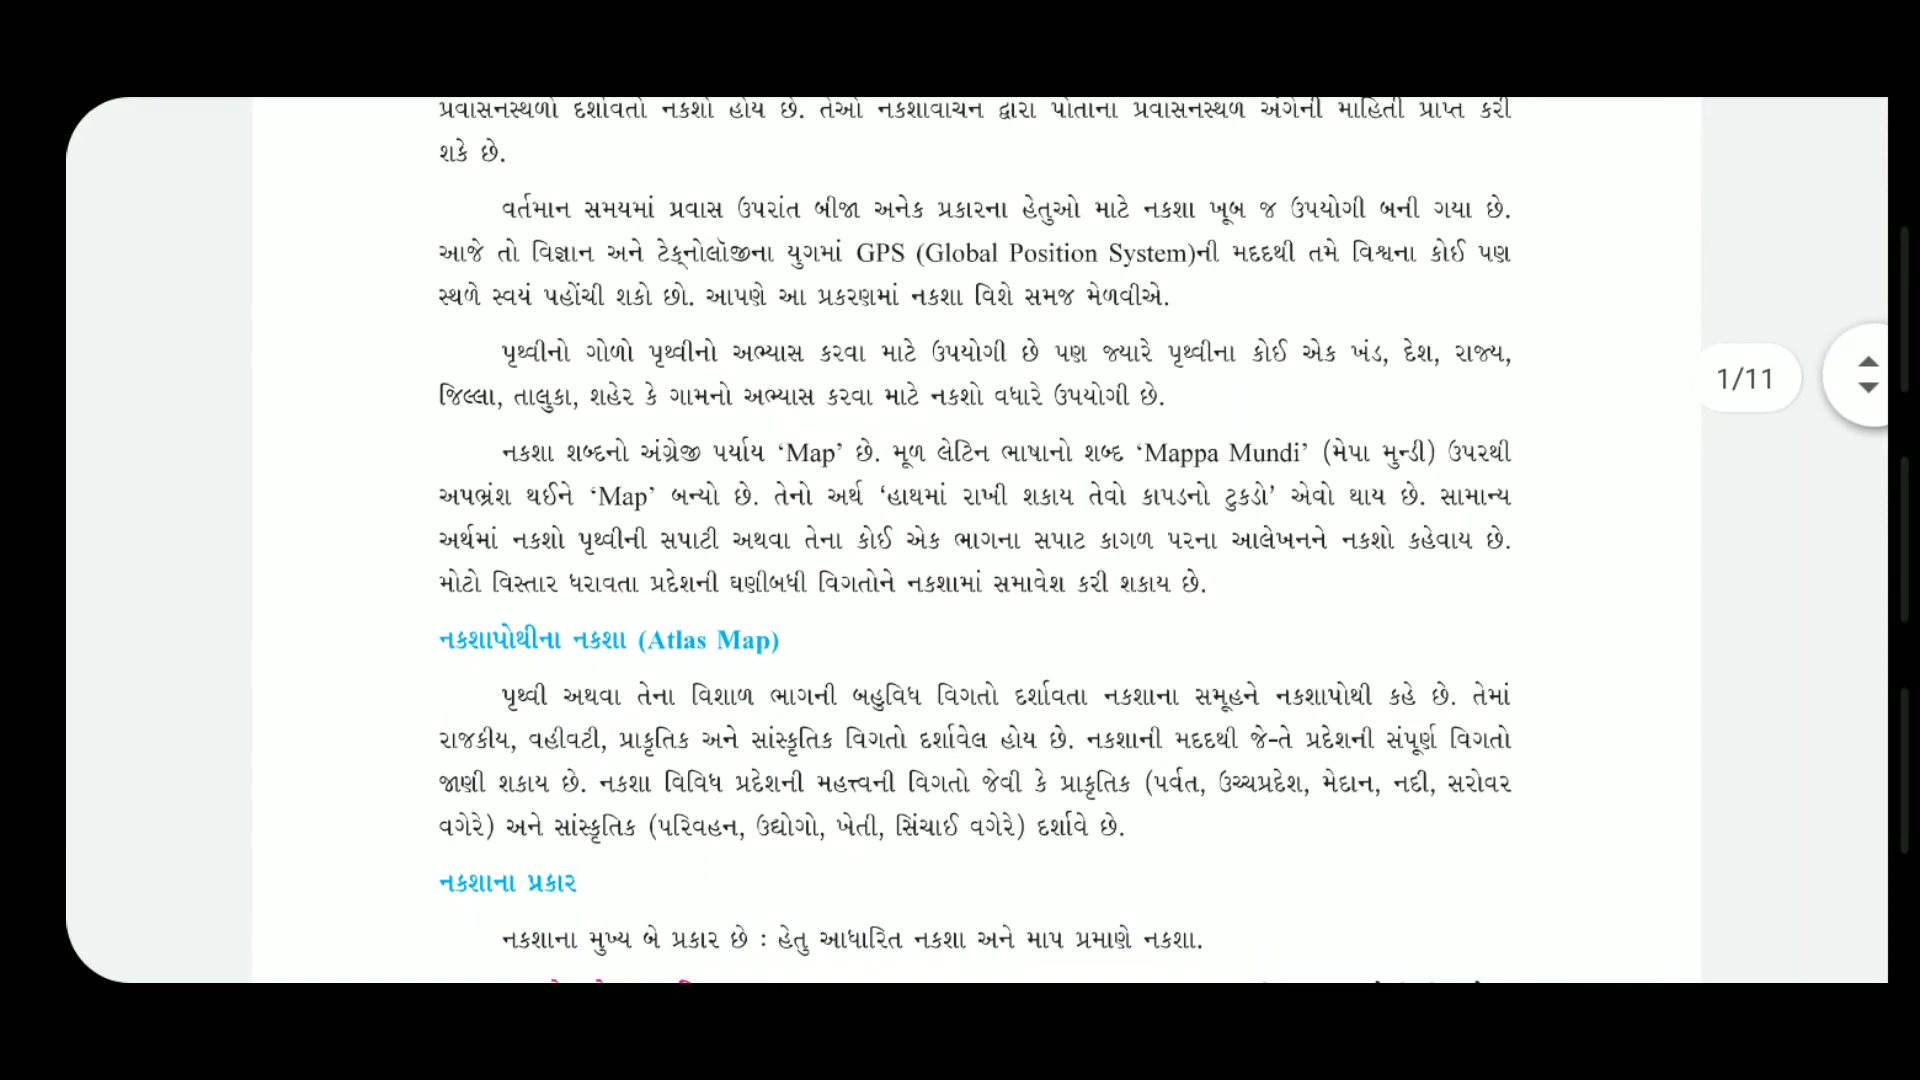 પ્રવાસનસ્થળો દર્શાવતો નકશો હોય છે. તેઓ નકશાવાચન દ્વારા પોતાના પ્રવાસનસ્થળ અંગેની માહિતી પ્રાપ્ત કરી
શકે છે.
વર્તમાન સમયમાં પ્રવાસ ઉપરાંત બીજા અનેક પ્રકારના હેતુઓ માટે નકશા ખૂબ જ ઉપયોગી બની ગયા છે.
આજે તો વિજ્ઞાન અને ટેક્નોલૉજીના યુગમાં GPS (Global Position System)ની મદદથી તમે વિશ્વના કોઈ પણ
સ્થળે સ્વયં પહોંચી શકો છો. આપણે આ પ્રકરણમાં નકશા વિશે સમજ મેળવીએ.
પૃથ્વીનો ગોળો પૃથ્વીનો અભ્યાસ કરવા માટે ઉપયોગી છે પણ જ્યારે પૃથ્વીના કોઈ એક ખંડ, દેશ, રાજ્ય,
જિલ્લા, તાલુકા, શહેર કે ગામનો અભ્યાસ કરવા માટે નકશો વધારે ઉપયોગી છે.
1/11
નકશા શબ્દનો અંગ્રેજી પર્યાય ‘Map’ છે. મૂળ લેટિન ભાષાનો શબ્દ ‘Mappa Mundi’ (મેપા મુન્ડી) ઉપરથી
અપભ્રંશ થઈને ‘Map’ બન્યો છે. તેનો અર્થ ‘હાથમાં રાખી શકાય તેવો કાપડનો ટુકડો’ એવો થાય છે. સામાન્ય
અર્થમાં નકશો પૃથ્વીની સપાટી અથવા તેના કોઈ એક ભાગના સપાટ કાગળ પરના આલેખનને નકશો કહેવાય છે.
મોટો વિસ્તાર ધરાવતા પ્રદેશની ઘણીબધી વિગતોને નકશામાં સમાવેશ કરી શકાય છે.
નકશાપોથીના નકશા (Atlas Map)
પૃથ્વી અથવા તેના વિશાળ ભાગની બહુવિધ વિગતો દર્શાવતા નકશાના સમૂહને નકશાપોથી કહે છે. તેમાં
રાજકીય, વહીવટી, પ્રાકૃતિક અને સાંસ્કૃતિક વિગતો દર્શાવેલ હોય છે. નકશાની મદદથી જે-તે પ્રદેશની સંપૂર્ણ વિગતો
જાણી શકાય છે. નકશા વિવિધ પ્રદેશની મહત્ત્વની વિગતો જેવી કે પ્રાકૃતિક (પર્વત, ઉચ્ચપ્રદેશ, મેદાન, નદી, સરોવર
વગેરે) અને સાંસ્કૃતિક (પરિવહન, ઉદ્યોગો, ખેતી, સિંચાઈ વગેરે) દર્શાવે છે.
નકશાના પ્રકાર
નકશાના મુખ્ય બે પ્રકાર છે : હેતુ આધારિત નકશા અને માપ પ્રમાણે નકશા.